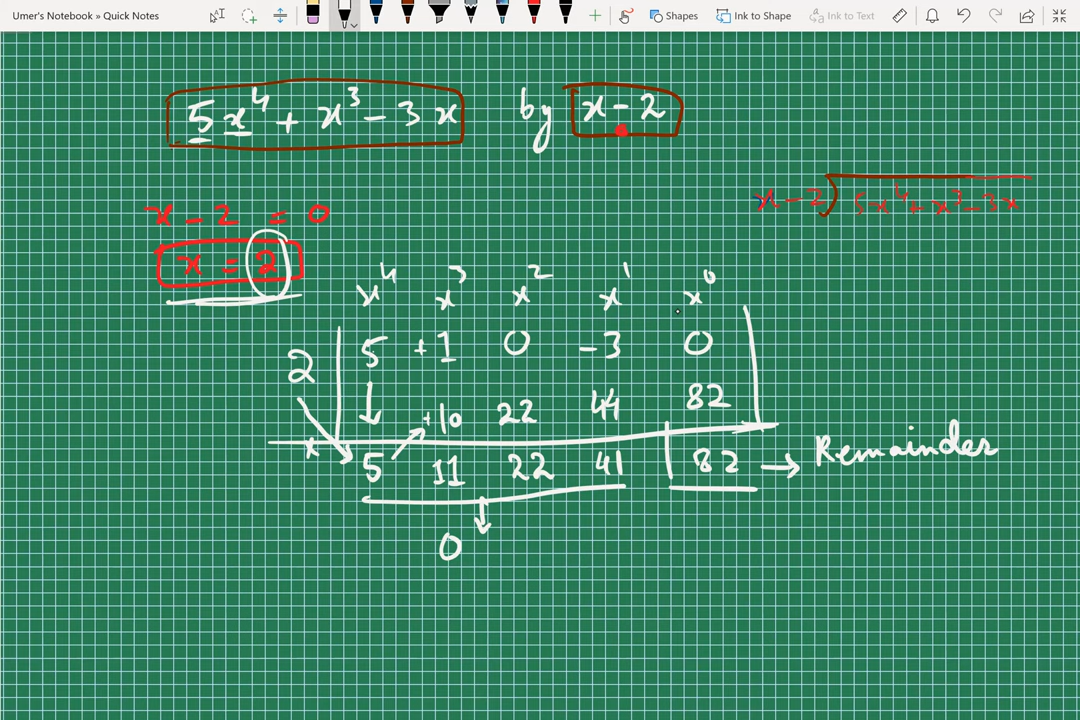 Umer's Notebook » Quick Notes Shapes Ink to Shape Ink to Text
5x⁴ + x³ - 3x by x - 2
x - 2 = 0
x - 2 5x⁴ + x³ - 3x
x = 2
x⁴ x³ x² x¹ x⁰
2 5 +1 0 -3 0
+10 22 44 82
x 5 11 22 41 82 → Remainder
0